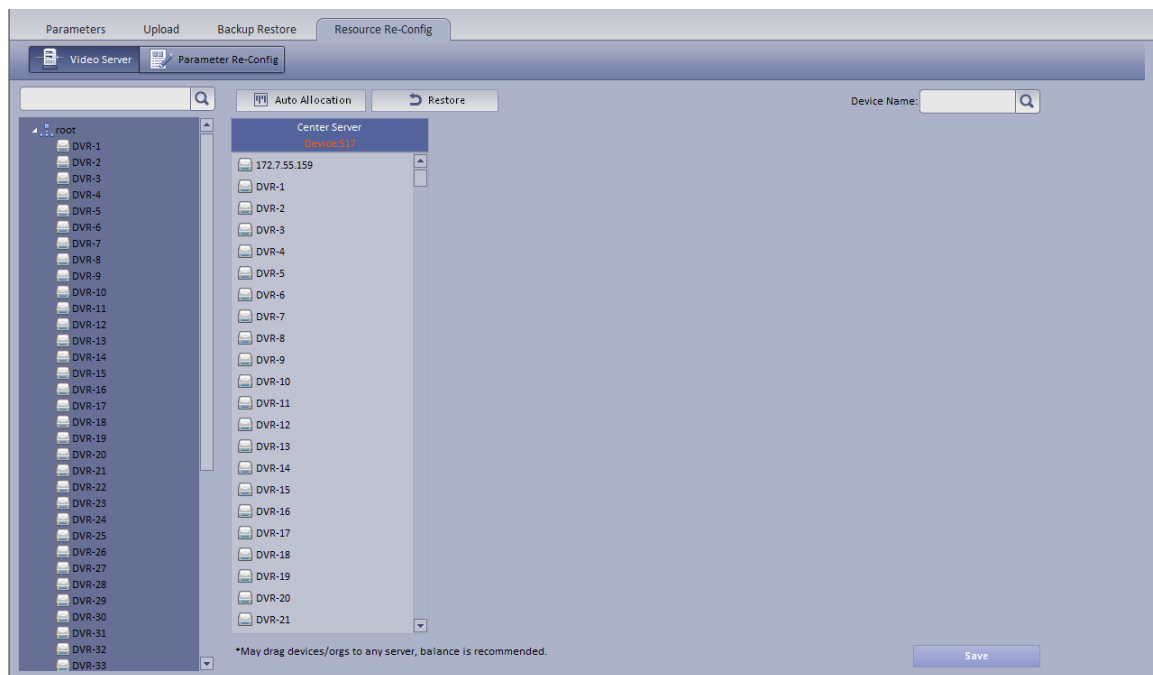 Parameters Upload Backup Restore Resource Re-Config
Video Server Parameter Re-Config
Auto Allocation Restore Device Name:
root
DVR-1
DVR-2
DVR-3
DVR-4
DVR-5
DVR-6
DVR-7
DVR-8
DVR-9
DVR-10
DVR-11
DVR-12
DVR-13
DVR-14
DVR-15
DVR-16
DVR-17
DVR-18
DVR-19
DVR-20
DVR-21
DVR-22
DVR-23
DVR-24
DVR-25
DVR-26
DVR-27
DVR-28
DVR-29
DVR-30
DVR-31
DVR-32
DVR-33
Center Server
Device:517
172.7.55.159
DVR-1
DVR-2
DVR-3
DVR-4
DVR-5
DVR-6
DVR-7
DVR-8
DVR-9
DVR-10
DVR-11
DVR-12
DVR-13
DVR-14
DVR-15
DVR-16
DVR-17
DVR-18
DVR-19
DVR-20
DVR-21
*May drag devices/orgs to any server, balance is recommended.
Save